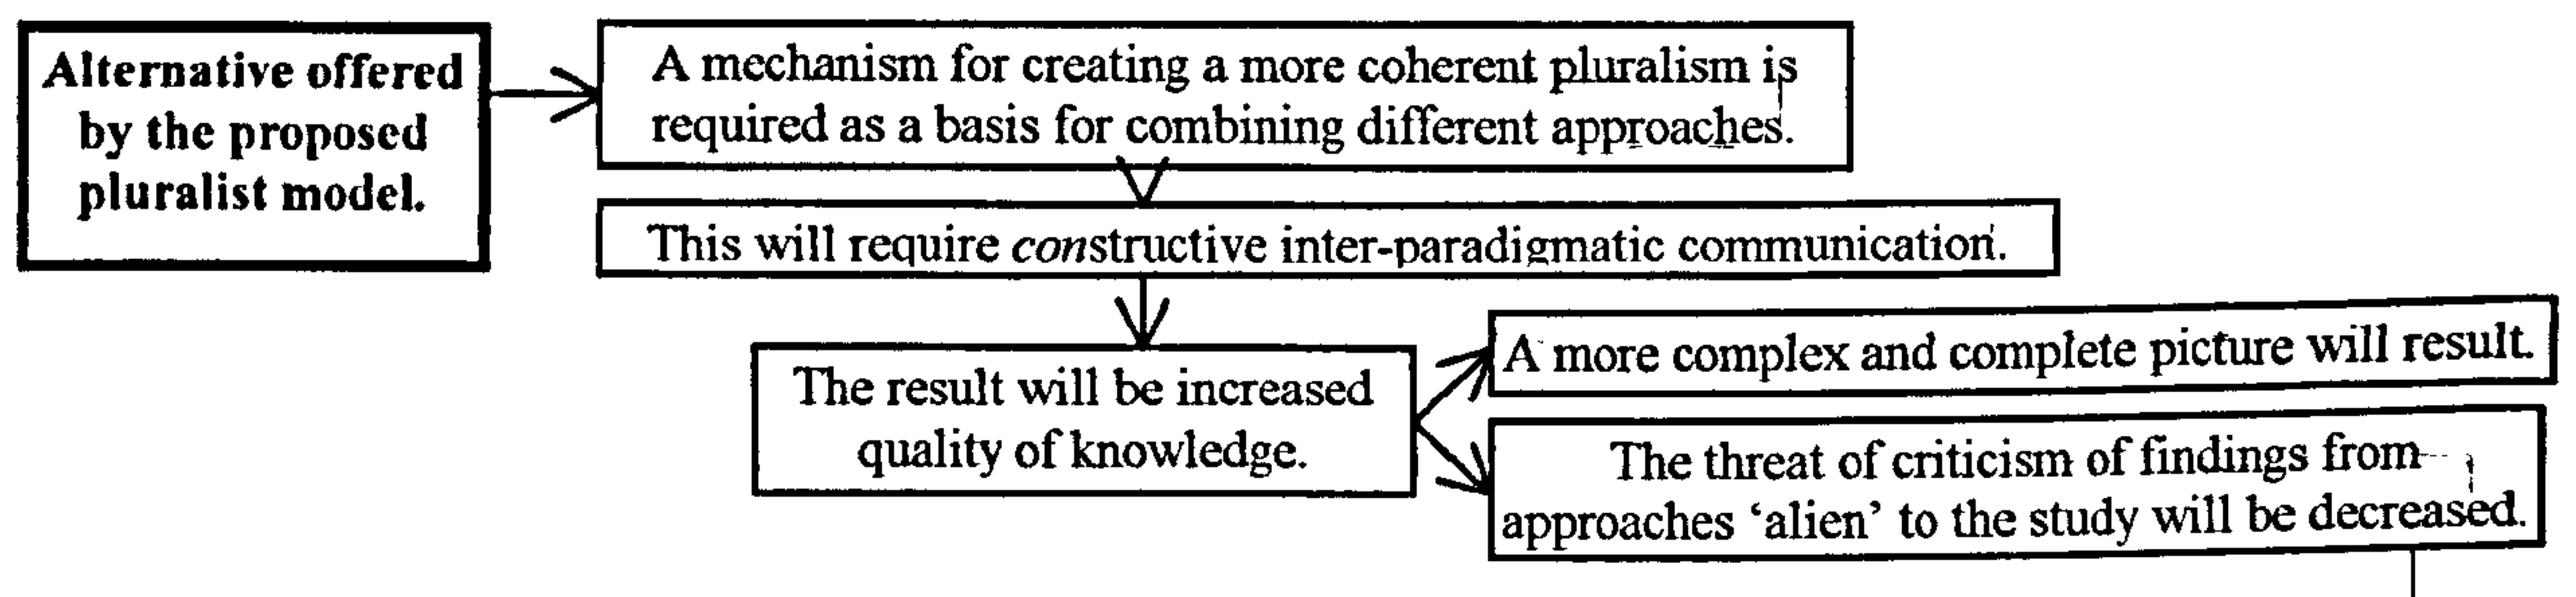 Alternative offered
by the proposed
pluralist model.
A mechanism for creating a more coherent pluralism is
required as a basis for combining different approaches.
This will require constructive inter-paradigmatic communication.
The result will be increased
quality of knowledge.
A more complex and complete picture will result.
The threat of criticism of findings from
approaches ‘alien’ to the study will be decreased.